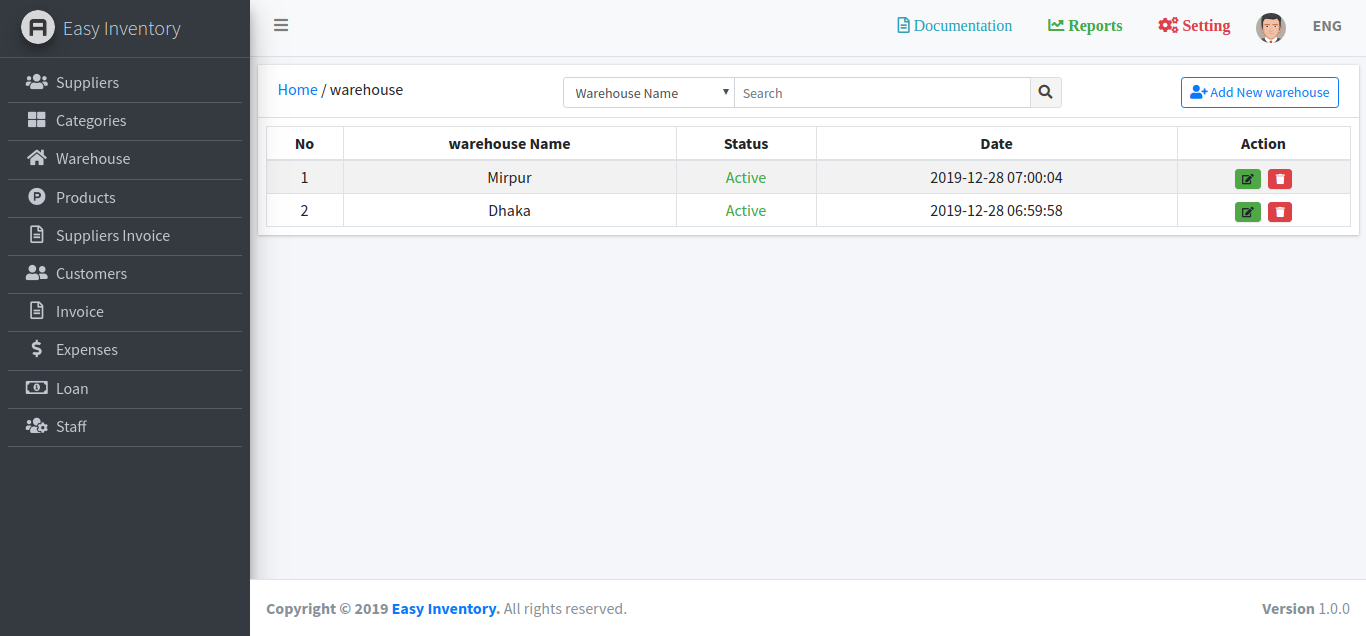 Easy Inventory
Documentation Reports Setting ENG
Suppliers
Categories
Warehouse
Products
Suppliers Invoice
Customers
Invoice
Expenses
Loan
Staff
Home / warehouse
Warehouse Name Search
Add New warehouse
No warehouse Name Status Date Action
1 Mirpur Active 2019-12-28 07:00:04
2 Dhaka Active 2019-12-28 06:59:58
Copyright © 2019 Easy Inventory. All rights reserved.
Version 1.0.0